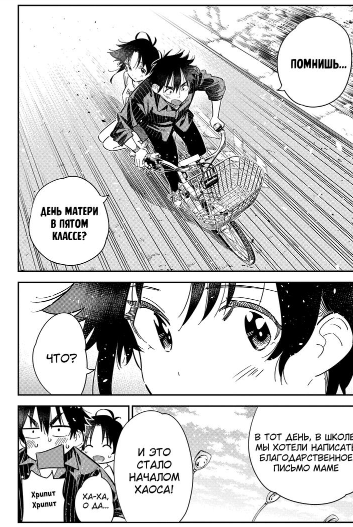 ПОМНИШЬ...
ДЕНЬ МАТЕРИ
В ПЯТОМ
КЛАССЕ?
ЧТО?
В ТОТ ДЕНЬ, В ШКОЛЕ
МЫ ХОТЕЛИ НАПИСАТЬ
БЛАГОДАРСТВЕННОЕ
ПИСЬМО МАМЕ
И ЭТО
СТАЛО
НАЧАЛОМ
ХАОСА!
ХА-ХА,
О ДА...
Хрипит
Хрипит